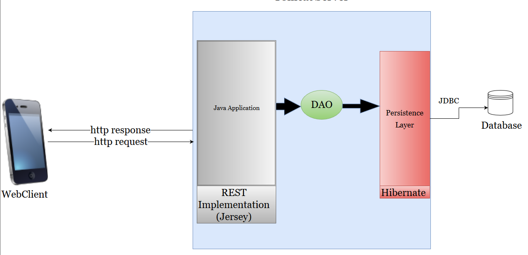 Java Application
DAO
Persistence
Layer
JDBC
Database
http response
http request
WebClient
REST
Implementation
(Jersey)
Hibernate